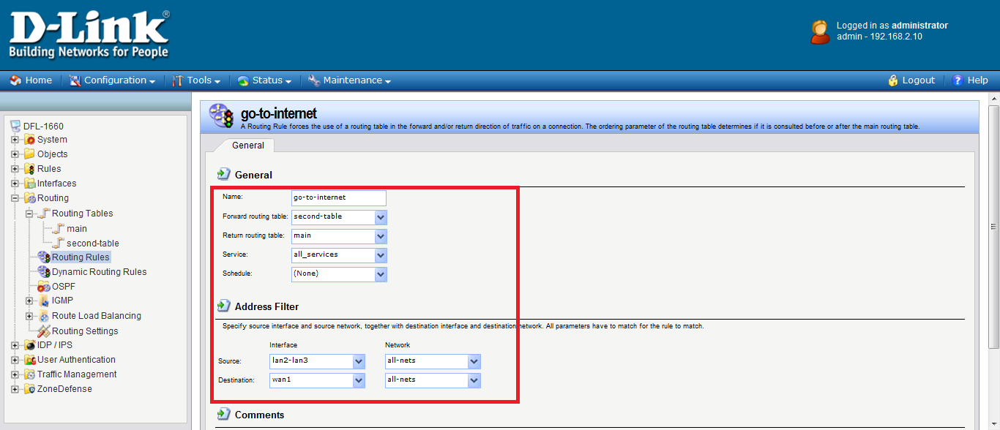 D-Link®
Building Networks for People
Logged in as administrator
admin - 192.168.2.10
Home Configuration Tools Status Maintenance Logout Help
DFL-1660
System
Objects
Rules
Interfaces
Routing
Routing Tables
main
second-table
Routing Rules
Dynamic Routing Rules
OSPF
IGMP
Route Load Balancing
Routing Settings
IDP / IPS
User Authentication
Traffic Management
ZoneDefense
go-to-internet
A Routing Rule forces the use of a routing table in the forward and/or return direction of traffic on a connection. The ordering parameter of the routing table determines if it is consulted before or after the main routing table.
General
General
Name: go-to-internet
Forward routing table: second-table
Return routing table: main
Service: all_services
Schedule: (None)
Address Filter
Specify source interface and source network, together with destination interface and destination network. All parameters have to match for the rule to match.
Interface Network
Source: lan2-lan3 all-nets
Destination: wan1 all-nets
Comments